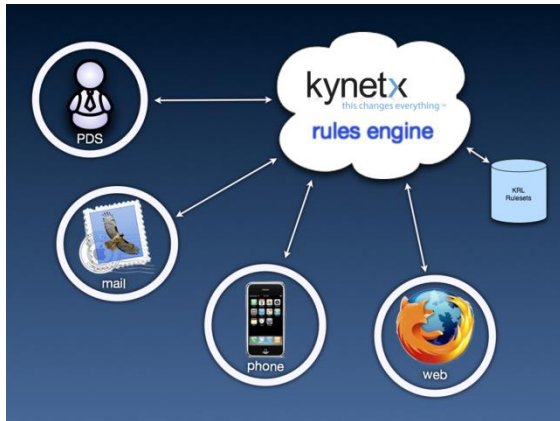 kynetx
this changes everything™
rules engine
PDS
KRL
Rulesets
mail
phone
web